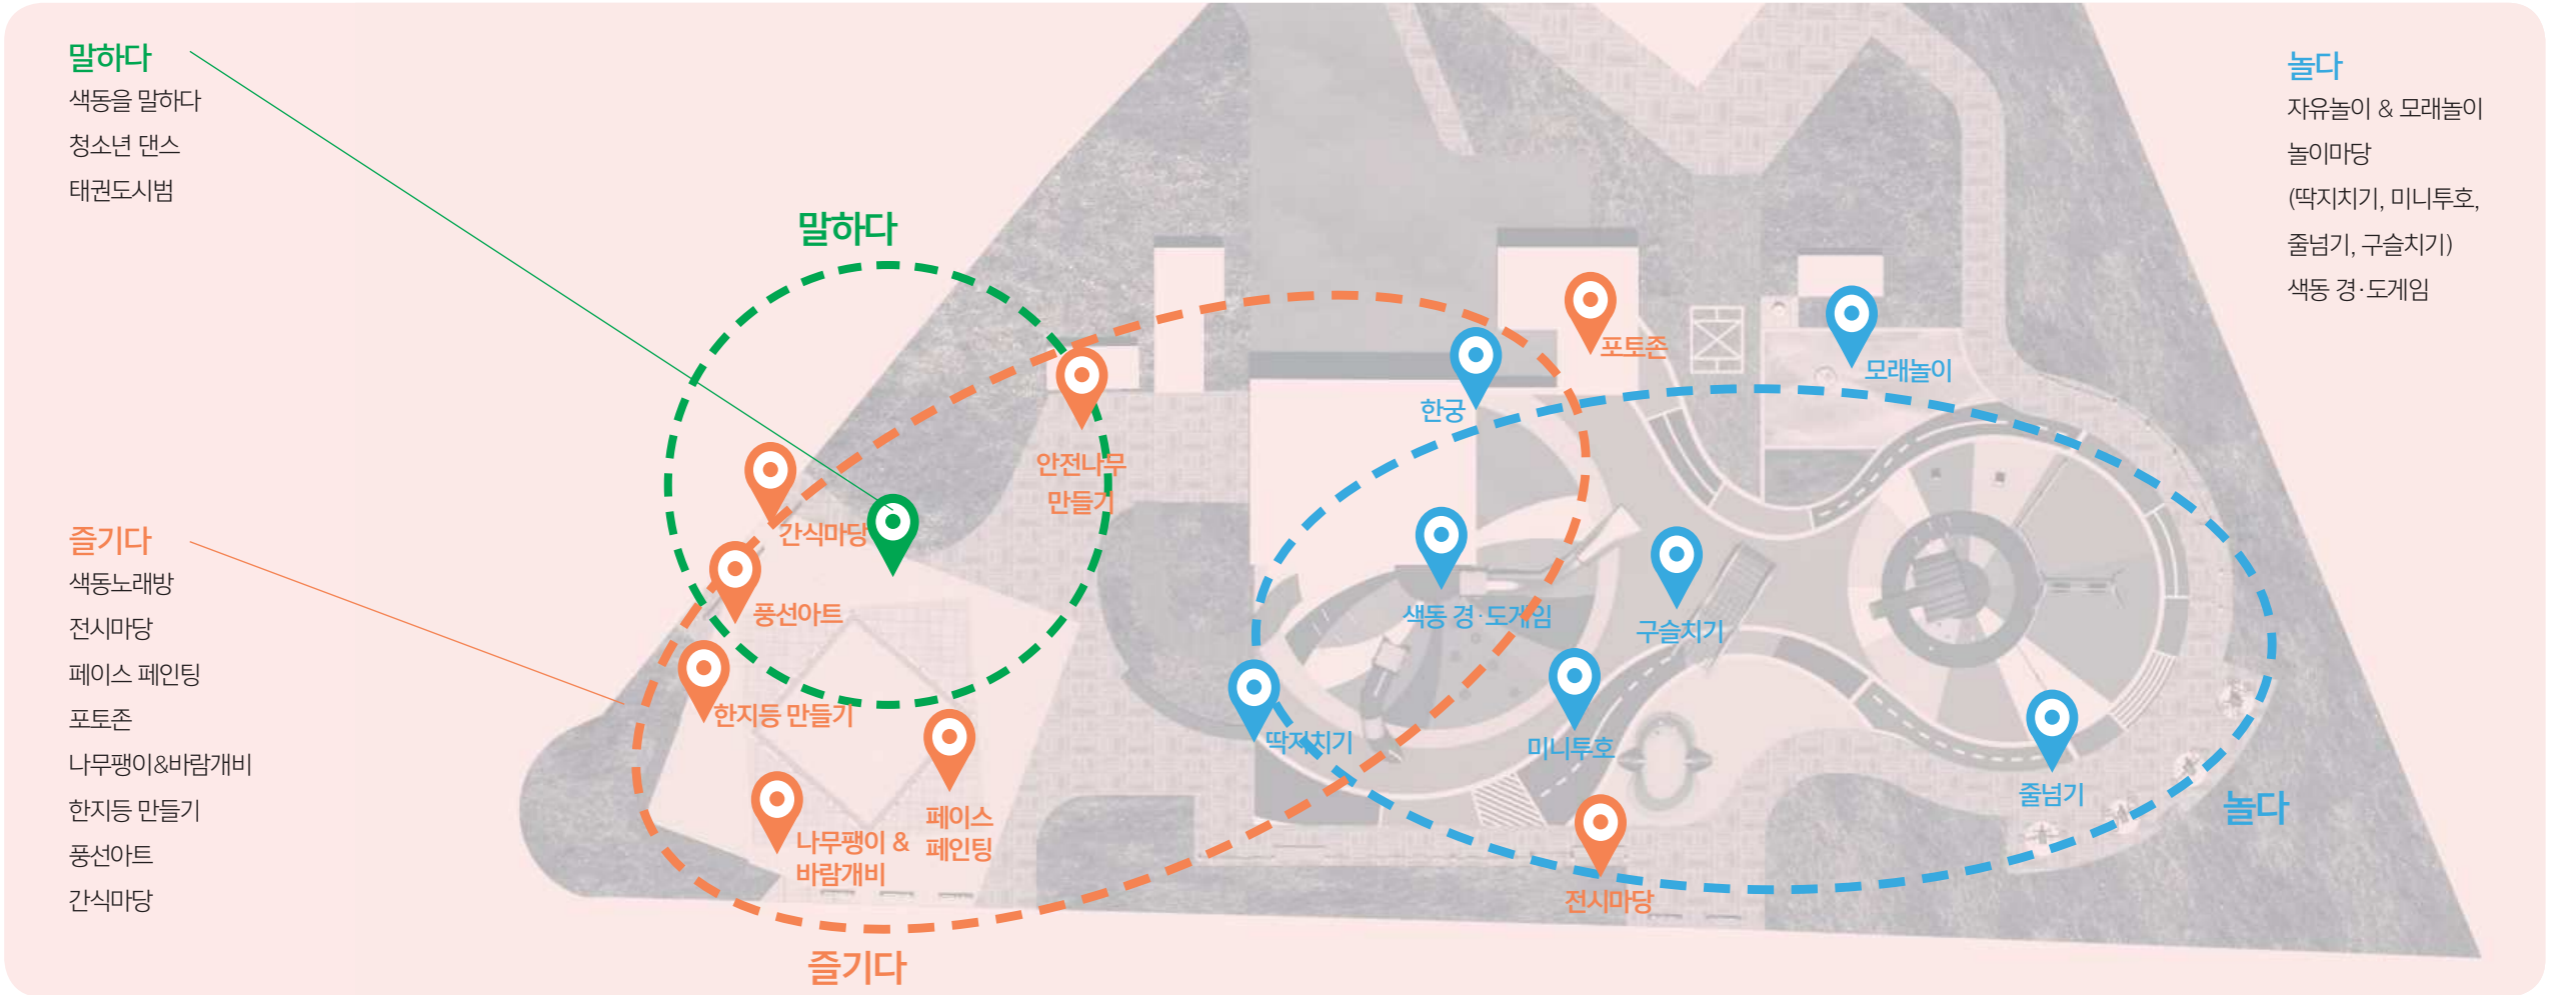 말하다
색동을 말하다
청소년 댄스
태권도시범
즐기다
색동노래방
전시마당
페이스 페인팅
포토존
나무팽이&바람개비
한지등 만들기
풍선아트
간식마당
말하다
안전나무
만들기
간식마당
풍선아트
한지등 만들기
나무팽이 &
바람개비
페이스
페인팅
즐기다
포토존
한궁
모래놀이
색동 경·도게임
구슬치기
딱지치기
미니투호
줄넘기
전시마당
놀다
놀다
자유놀이 & 모래놀이
놀이마당
(딱지치기, 미니투호,
줄넘기, 구슬치기)
색동 경·도게임